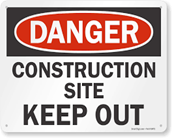 DANGER
CONSTRUCTION
SITE
KEEP OUT